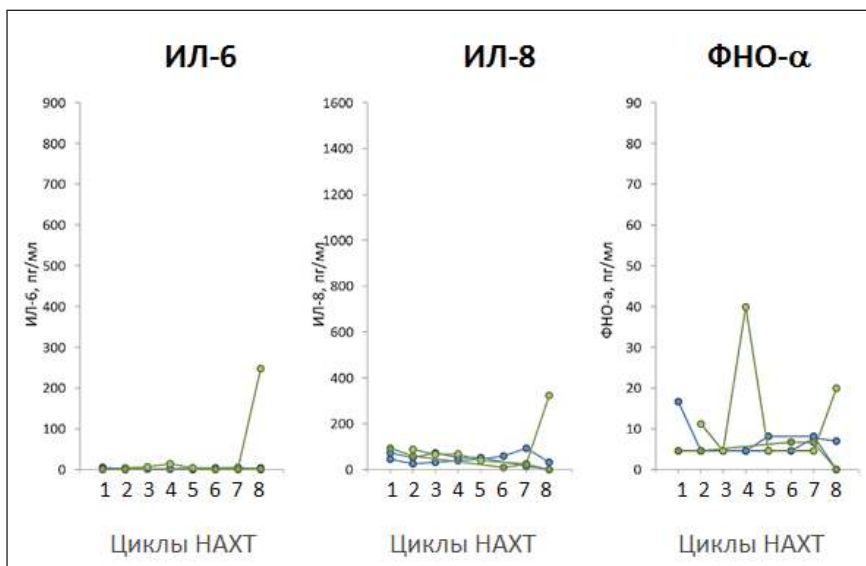 ИЛ-6
900
800
700
600
500
400
300
200
100
0
ИЛ-6, пг/мл
1 2 3 4 5 6 7 8
Циклы НАХТ
ИЛ-8
1600
1400
1200
1000
800
600
400
200
0
ИЛ-8, пг/мл
1 2 3 4 5 6 7 8
Циклы НАХТ
ФНО-α
90
80
70
60
50
40
30
20
10
0
ФНО-а, пг/мл
1 2 3 4 5 6 7 8
Циклы НАХТ